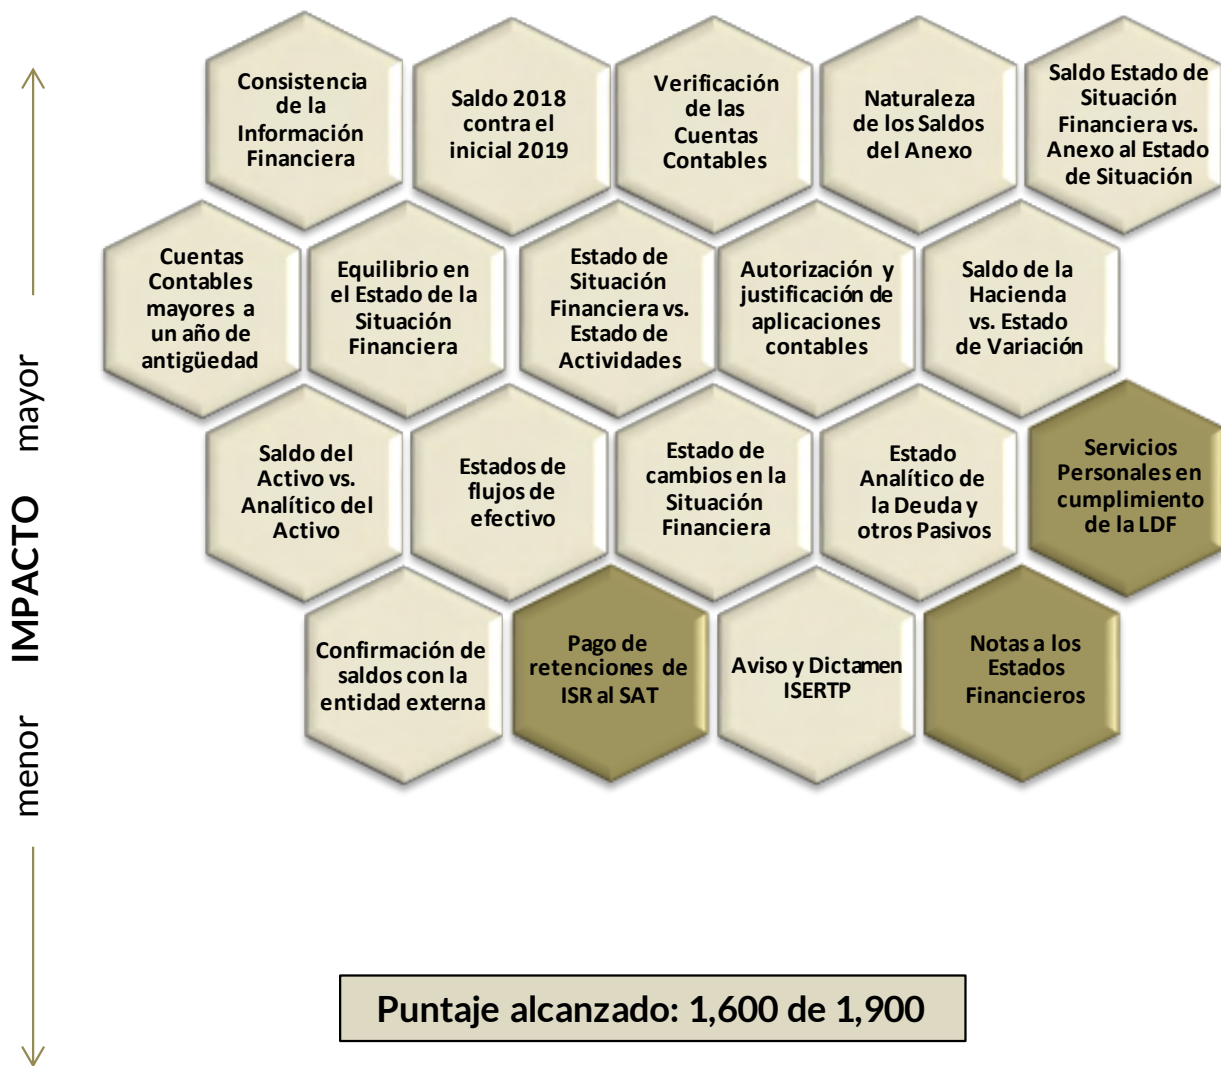 Consistencia
de la
Información
Financiera
Saldo 2018
contra el
inicial 2019
Verificación
de las
Cuentas
Contables
Naturaleza
de los Saldos
del Anexo
Saldo Estado de
Situación
Financiera vs.
Anexo al Estado
de Situación
Cuentas
Contables
mayores a
un año de
antigüedad
Equilibrio en
el Estado de la
Situación
Financiera
Estado de
Situación
Financiera vs.
Estado de
Actividades
Autorización y
justificación de
aplicaciones
contables
Saldo de la
Hacienda
vs. Estado
de Variación
Saldo del
Activo vs.
Analítico del
Activo
Estados de
flujos de
efectivo
Estado de
cambios en la
Situación
Financiera
Estado
Analítico de
la Deuda y
otros Pasivos
Servicios
Personales en
cumplimiento
de la LDF
Confirmación de
saldos con la
entidad externa
Pago de
retenciones de
ISR al SAT
Aviso y Dictamen
ISERTP
Notas a los
Estados
Financieros
menor IMPACTO mayor
Puntaje alcanzado: 1,600 de 1,900